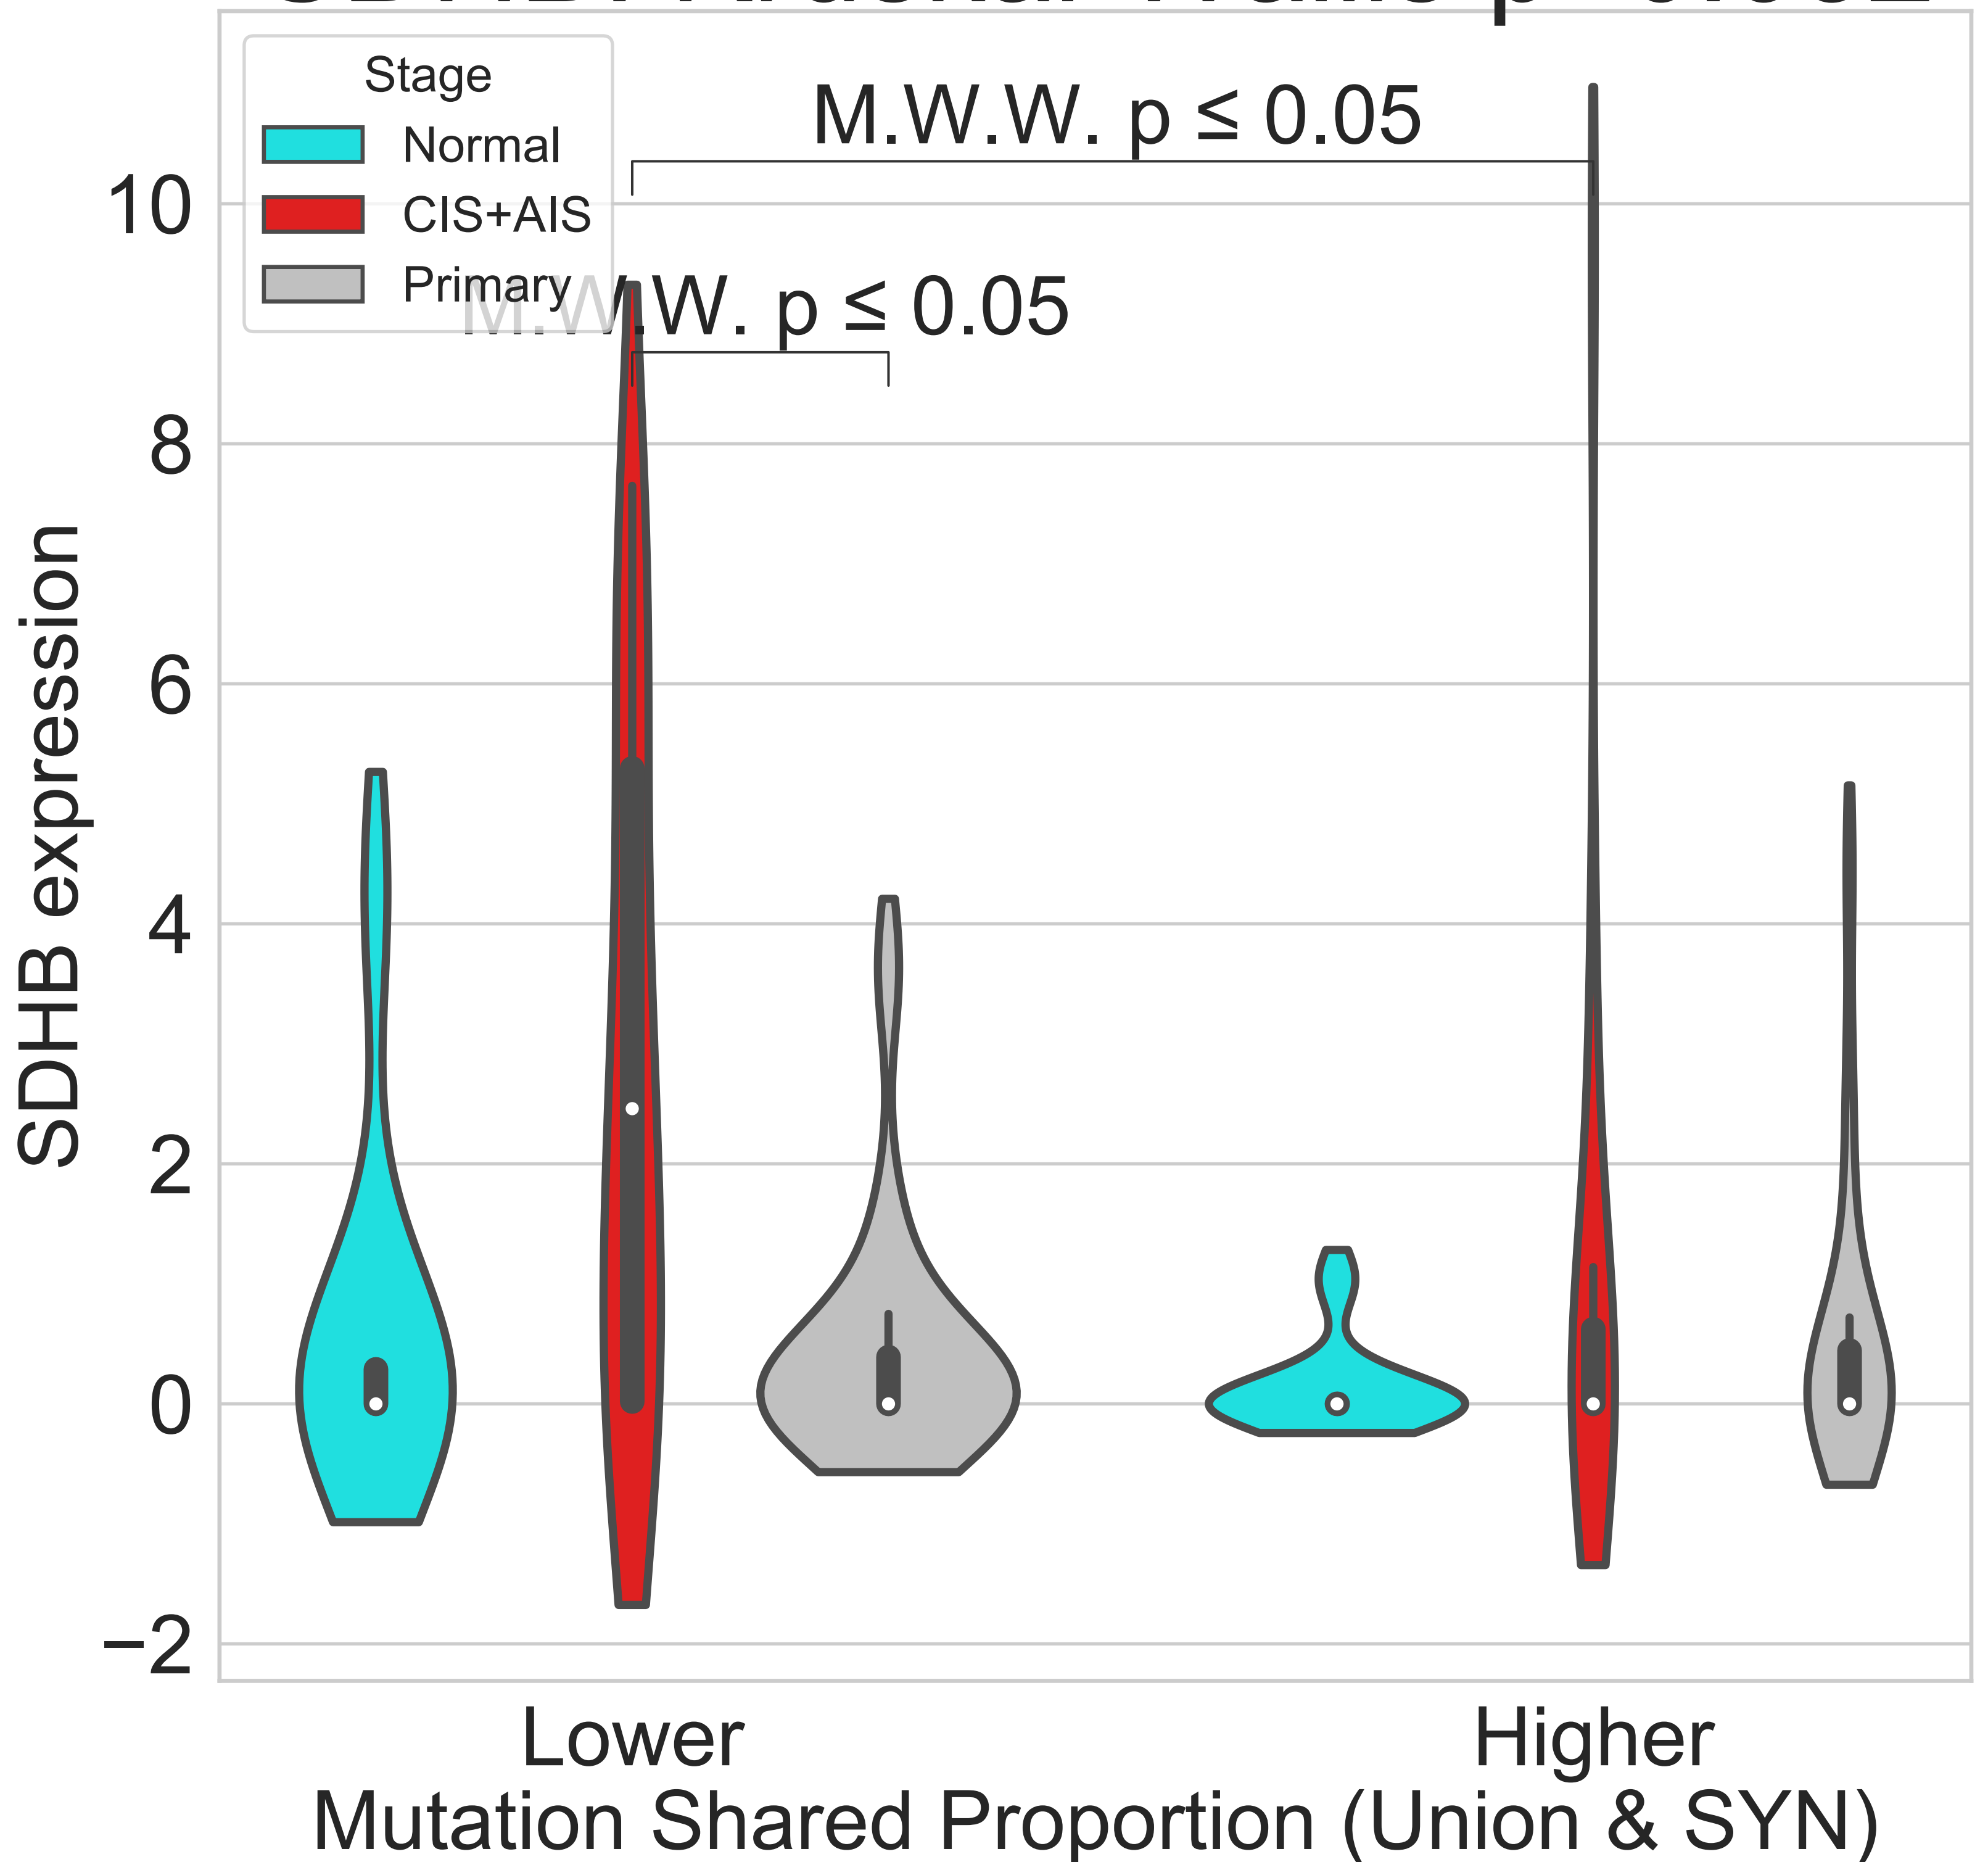 Stage
Normal
CIS+AIS
Primary
M.W.W. p ≤ 0.05
M.W.W. p ≤ 0.05
10
8
6
4
2
0
−2
SDHB expression
Lower
Higher
Mutation Shared Proportion (Union & SYN)